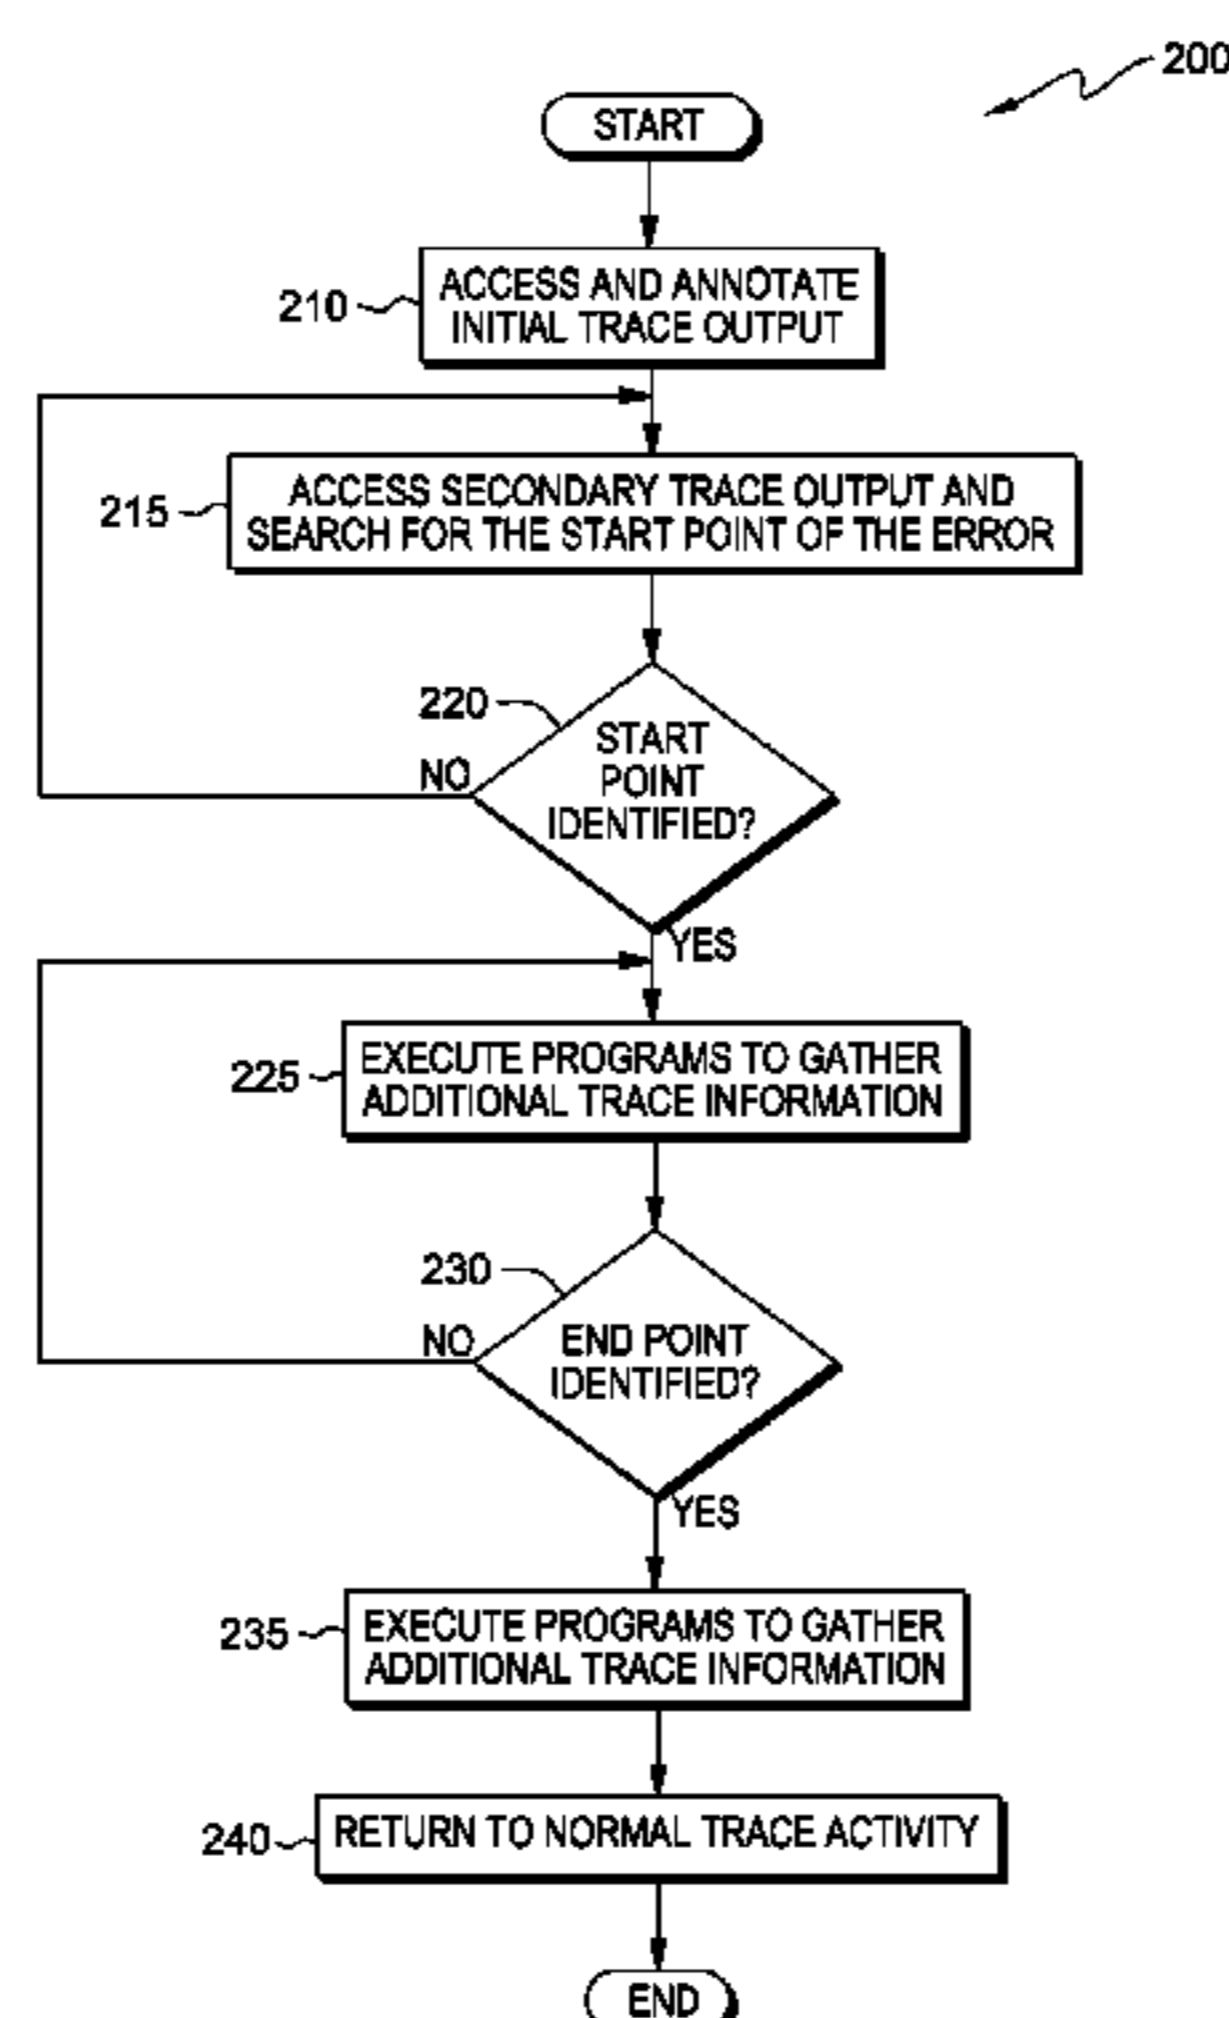 200
START
210
ACCESS AND ANNOTATE
INITIAL TRACE OUTPUT
215
ACCESS SECONDARY TRACE OUTPUT AND
SEARCH FOR THE START POINT OF THE ERROR
220
START
POINT
IDENTIFIED?
NO
YES
225
EXECUTE PROGRAMS TO GATHER
ADDITIONAL TRACE INFORMATION
230
END POINT
IDENTIFIED?
NO
YES
235
EXECUTE PROGRAMS TO GATHER
ADDITIONAL TRACE INFORMATION
240
RETURN TO NORMAL TRACE ACTIVITY
END